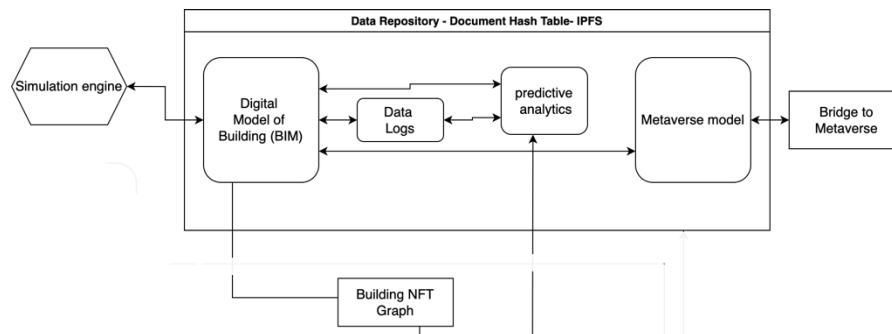 Data Repository - Document Hash Table- IPFS
Simulation engine
Digital
Model of
Building (BIM)
Data
Logs
predictive
analytics
Metaverse model
Bridge to
Metaverse
Building NFT
Graph